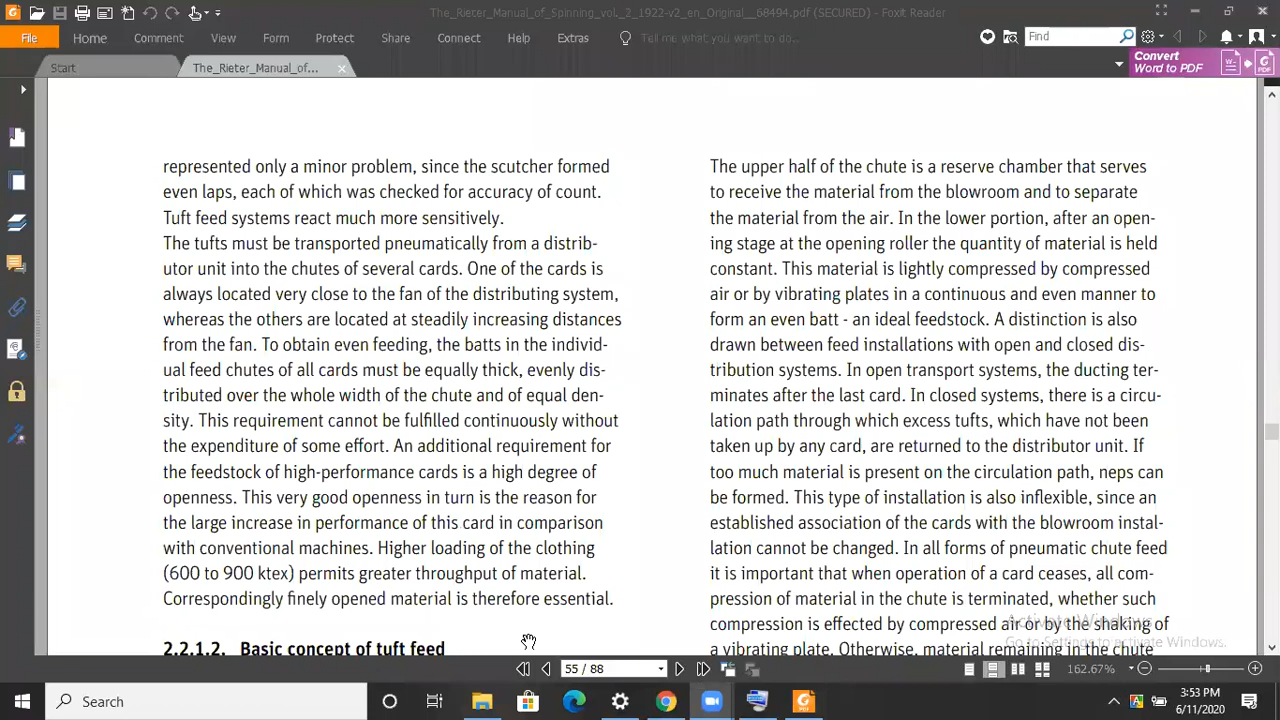 The_Rieter_Manual_of_Spinning_vol._2_1922-v2_en_Original__68494.pdf (SECURED) - Foxit Reader
File Home Comment View Form Protect Share Connect Help Extras Tell me what you want to do... Find
Start The_Rieter_Manual_of... Convert
Word to PDF
represented only a minor problem, since the scutcher formed
even laps, each of which was checked for accuracy of count.
Tuft feed systems react much more sensitively.
The tufts must be transported pneumatically from a distrib-
utor unit into the chutes of several cards. One of the cards is
always located very close to the fan of the distributing system,
whereas the others are located at steadily increasing distances
from the fan. To obtain even feeding, the batts in the individ-
ual feed chutes of all cards must be equally thick, evenly dis-
tributed over the whole width of the chute and of equal den-
sity. This requirement cannot be fulfilled continuously without
the expenditure of some effort. An additional requirement for
the feedstock of high-performance cards is a high degree of
openness. This very good openness in turn is the reason for
the large increase in performance of this card in comparison
with conventional machines. Higher loading of the clothing
(600 to 900 ktex) permits greater throughput of material.
Correspondingly finely opened material is therefore essential.
2.2.1.2. Basic concept of tuft feed
The upper half of the chute is a reserve chamber that serves
to receive the material from the blowroom and to separate
the material from the air. In the lower portion, after an open-
ing stage at the opening roller the quantity of material is held
constant. This material is lightly compressed by compressed
air or by vibrating plates in a continuous and even manner to
form an even batt - an ideal feedstock. A distinction is also
drawn between feed installations with open and closed dis-
tribution systems. In open transport systems, the ducting ter-
minates after the last card. In closed systems, there is a circu-
lation path through which excess tufts, which have not been
taken up by any card, are returned to the distributor unit. If
too much material is present on the circulation path, neps can
be formed. This type of installation is also inflexible, since an
established association of the cards with the blowroom instal-
lation cannot be changed. In all forms of pneumatic chute feed
it is important that when operation of a card ceases, all com-
pression of material in the chute is terminated, whether such
compression is effected by compressed air or by the shaking of
a vibrating plate. Otherwise, material remaining in the chute
Activate Windows
Go to Settings to activate Windows.
55 / 88 162.67%
Search
3:53 PM
6/11/2020